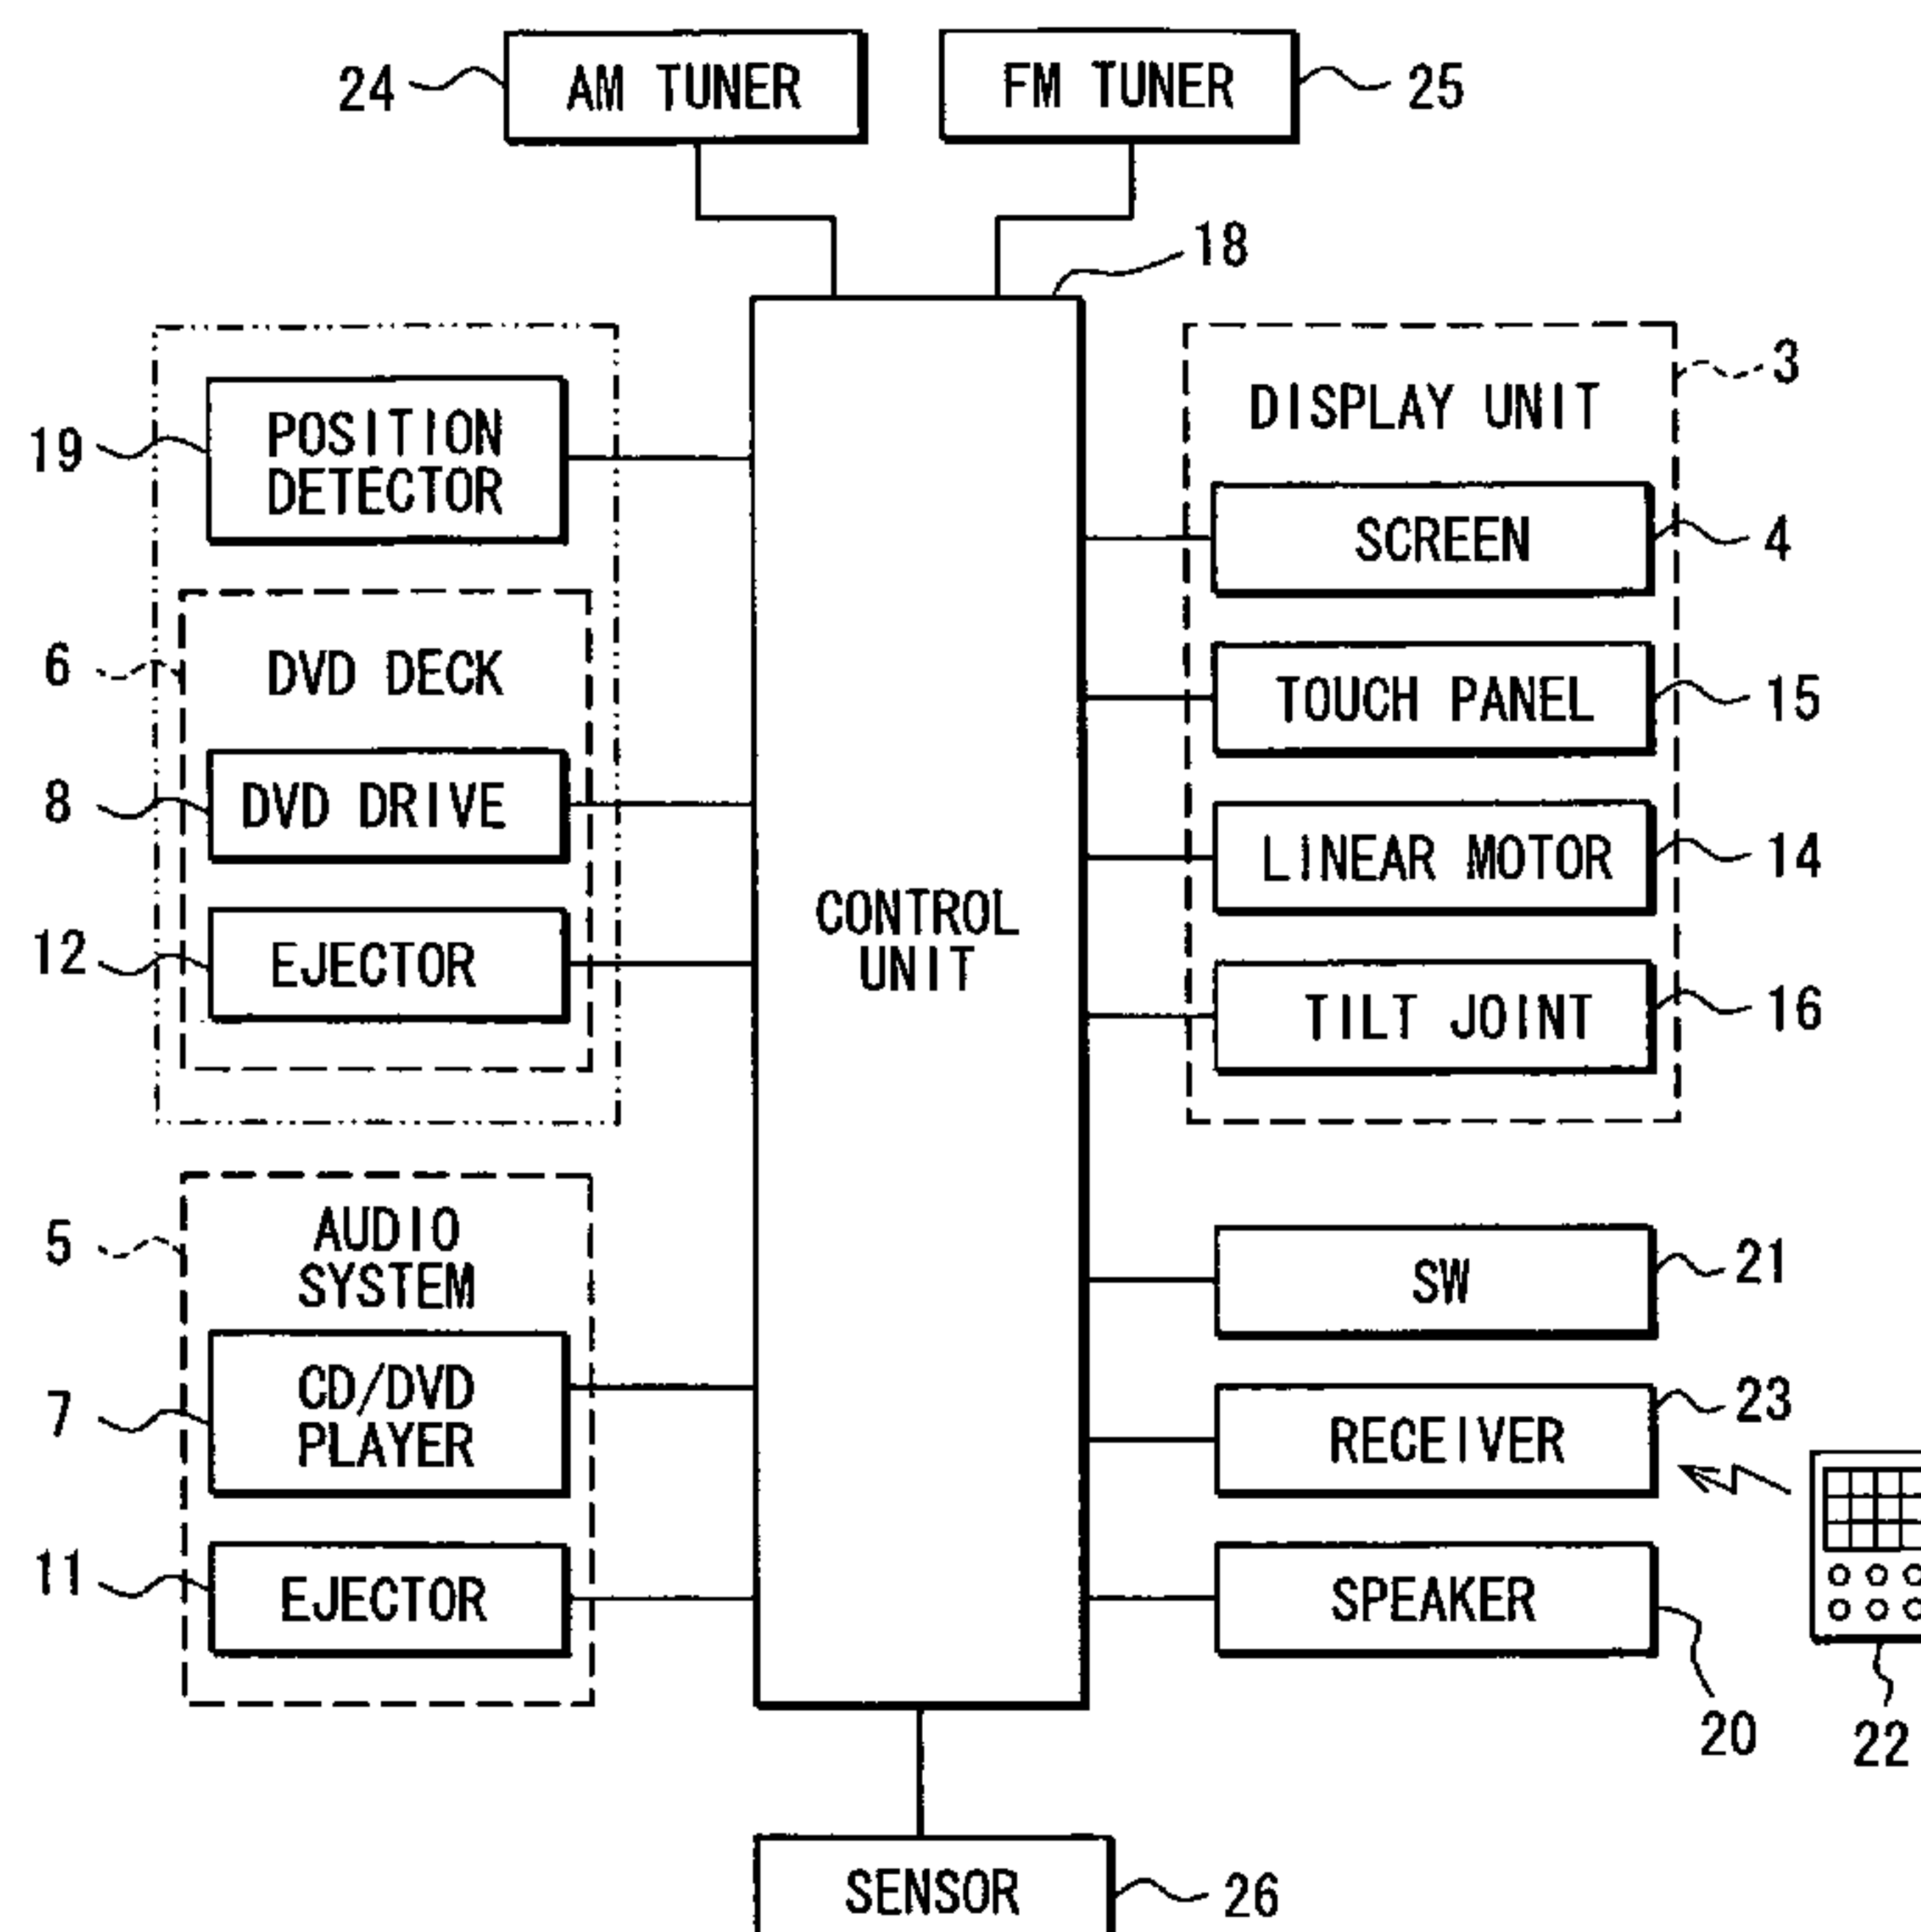 24
AM TUNER
FM TUNER
25
18
19
POSITION
DETECTOR
6
DVD DECK
8
DVD DRIVE
12
EJECTOR
5
AUDIO
SYSTEM
7
CD/DVD
PLAYER
11
EJECTOR
CONTROL
UNIT
3
DISPLAY UNIT
SCREEN
4
TOUCH PANEL
15
LINEAR MOTOR
14
TILT JOINT
16
SW
21
RECEIVER
23
SPEAKER
20
22
SENSOR
26